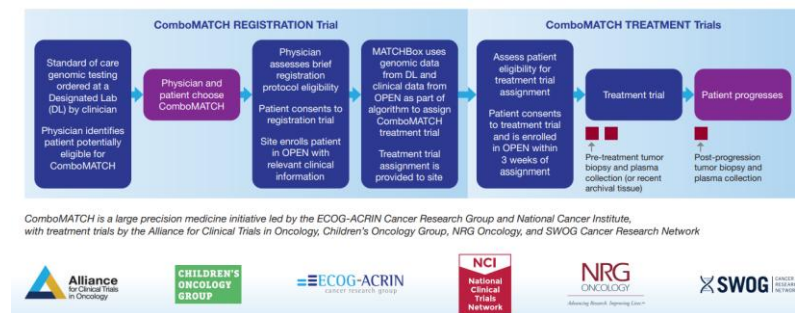 ComboMATCH REGISTRATION Trial
ComboMATCH TREATMENT Trials
Standard of care
genomic testing
ordered at a
Designated Lab
(DL) by clinician
Physician identifies
patient potentially
eligible for
ComboMATCH
Physician and
patient choose
ComboMATCH
Physician
assesses brief
registration
protocol eligibility
Patient consents to
registration trial
Site enrolls patient
in OPEN with
relevant clinical
information
MATCHBox uses
genomic data
from DL and
clinical data from
OPEN as part of
algorithm to assign
ComboMATCH
treatment trial
Treatment trial
assignment is
provided to site
Assess patient
eligibility for
treatment trial
assignment
Patient consents
to treatment trial
and is enrolled
in OPEN within
3 weeks of
assignment
Treatment trial
Pre-treatment tumor
biopsy and plasma
collection (or recent
archival tissue)
Patient progresses
Post-progression
tumor biopsy and
plasma collection
ComboMATCH is a large precision medicine initiative led by the ECOG-ACRIN Cancer Research Group and National Cancer Institute,
with treatment trials by the Alliance for Clinical Trials in Oncology, Children's Oncology Group, NRG Oncology, and SWOG Cancer Research Network
Alliance
for Clinical Trials
in Oncology
CHILDREN'S
ONCOLOGY
GROUP
ECOG-ACRIN
cancer research group
NCI
National
Clinical
Trials
Network
NRG
ONCOLOGY
Advancing Research. Improving Lives.™
SWOG
CANCER
RESEARCH
NETWORK